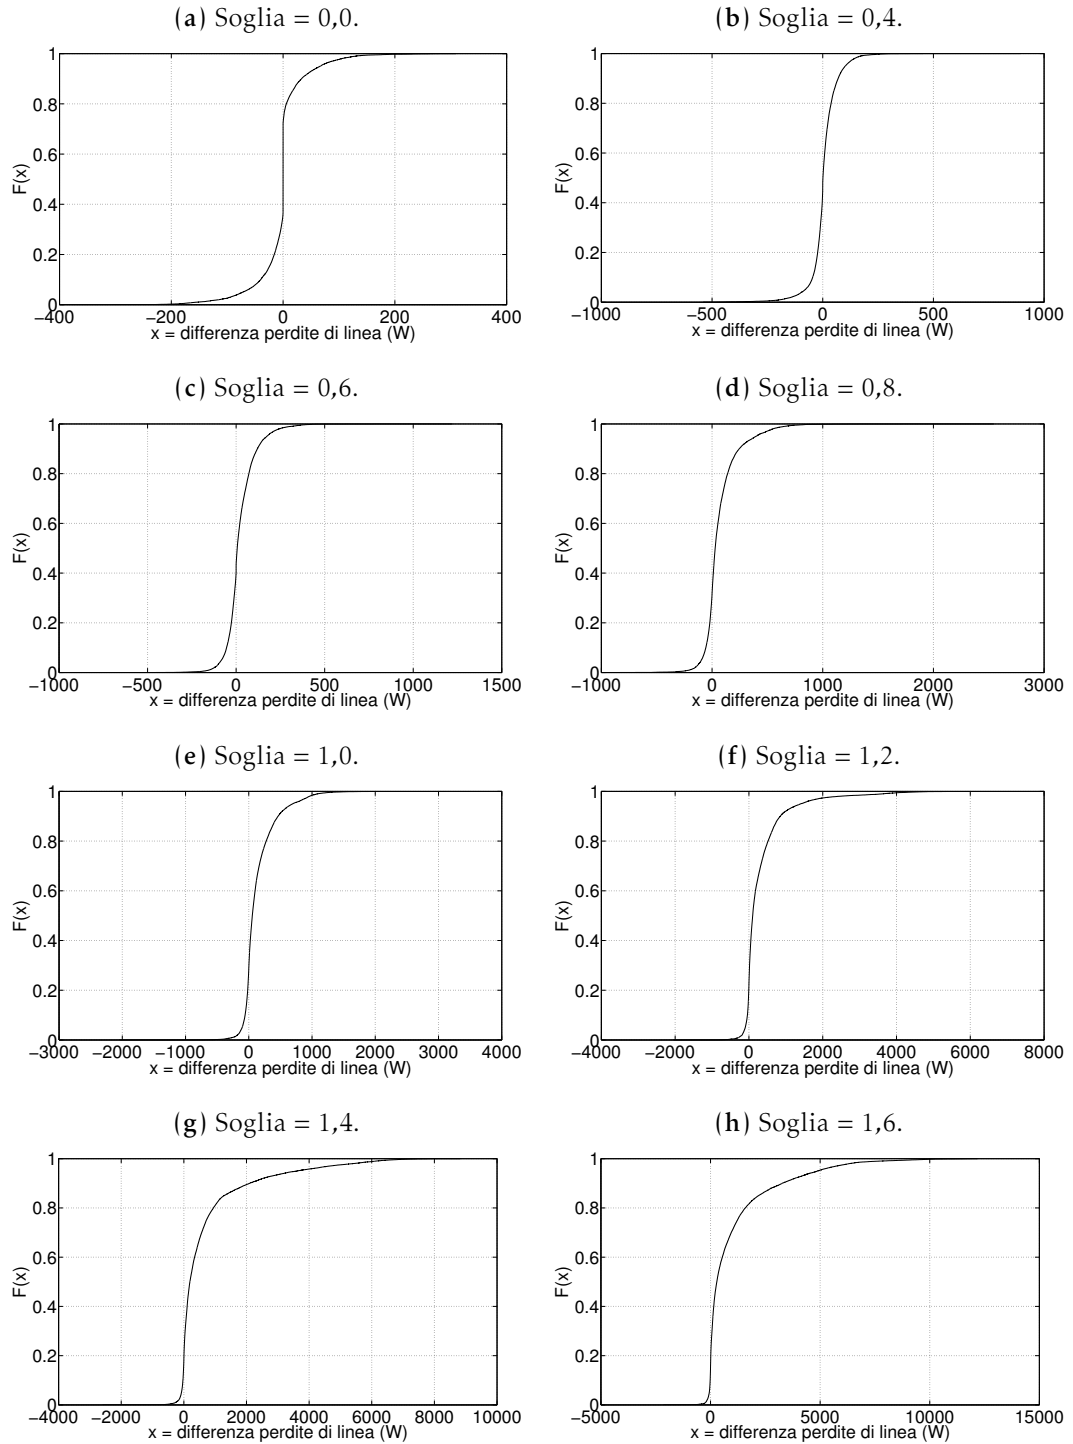 (a) Soglia = 0,0.
1
0.8
0.6
0.4
0.2
0
F(x)
−400 −200 0 200 400
x = differenza perdite di linea (W)
(b) Soglia = 0,4.
1
0.8
0.6
0.4
0.2
0
F(x)
−1000 −500 0 500 1000
x = differenza perdite di linea (W)
(c) Soglia = 0,6.
1
0.8
0.6
0.4
0.2
0
F(x)
−1000 −500 0 500 1000 1500
x = differenza perdite di linea (W)
(d) Soglia = 0,8.
1
0.8
0.6
0.4
0.2
0
F(x)
−1000 0 1000 2000 3000
x = differenza perdite di linea (W)
(e) Soglia = 1,0.
1
0.8
0.6
0.4
0.2
0
F(x)
−3000 −2000 −1000 0 1000 2000 3000 4000
x = differenza perdite di linea (W)
(f) Soglia = 1,2.
1
0.8
0.6
0.4
0.2
0
F(x)
−4000 −2000 0 2000 4000 6000 8000
x = differenza perdite di linea (W)
(g) Soglia = 1,4.
1
0.8
0.6
0.4
0.2
0
F(x)
−4000 −2000 0 2000 4000 6000 8000 10000
x = differenza perdite di linea (W)
(h) Soglia = 1,6.
1
0.8
0.6
0.4
0.2
0
F(x)
−5000 0 5000 10000 15000
x = differenza perdite di linea (W)